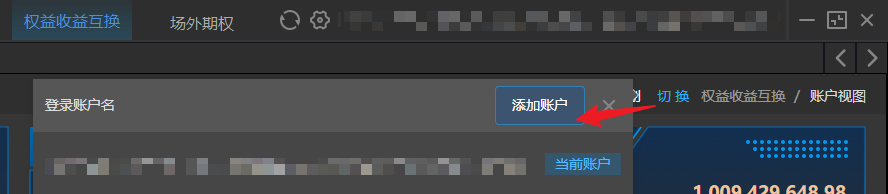 权益收益互换 场外期权
登录账户名 添加账户 切 换 权益收益互换 / 账户视图
当前账户
1,009,429,648.98